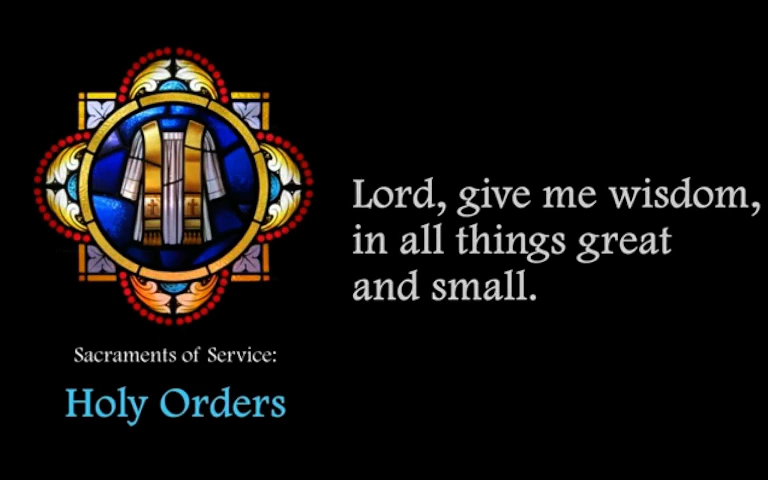 Lord, give me wisdom,
in all things great
and small.
Sacraments of Service:
Holy Orders